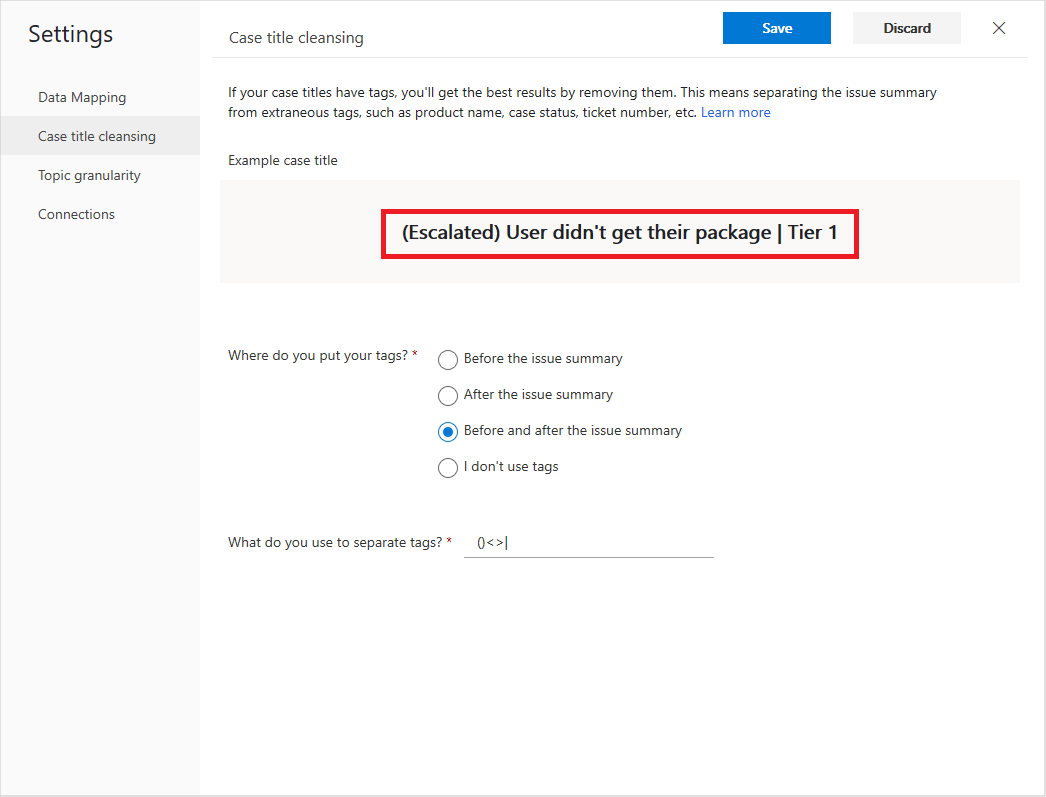 Settings
Data Mapping
Case title cleansing
Topic granularity
Connections
Case title cleansing
Save
Discard
If your case titles have tags, you'll get the best results by removing them. This means separating the issue summary
from extraneous tags, such as product name, case status, ticket number, etc. Learn more
Example case title
(Escalated) User didn't get their package | Tier 1
Where do you put your tags? *
Before the issue summary
After the issue summary
Before and after the issue summary
I don't use tags
What do you use to separate tags? *
()<>|